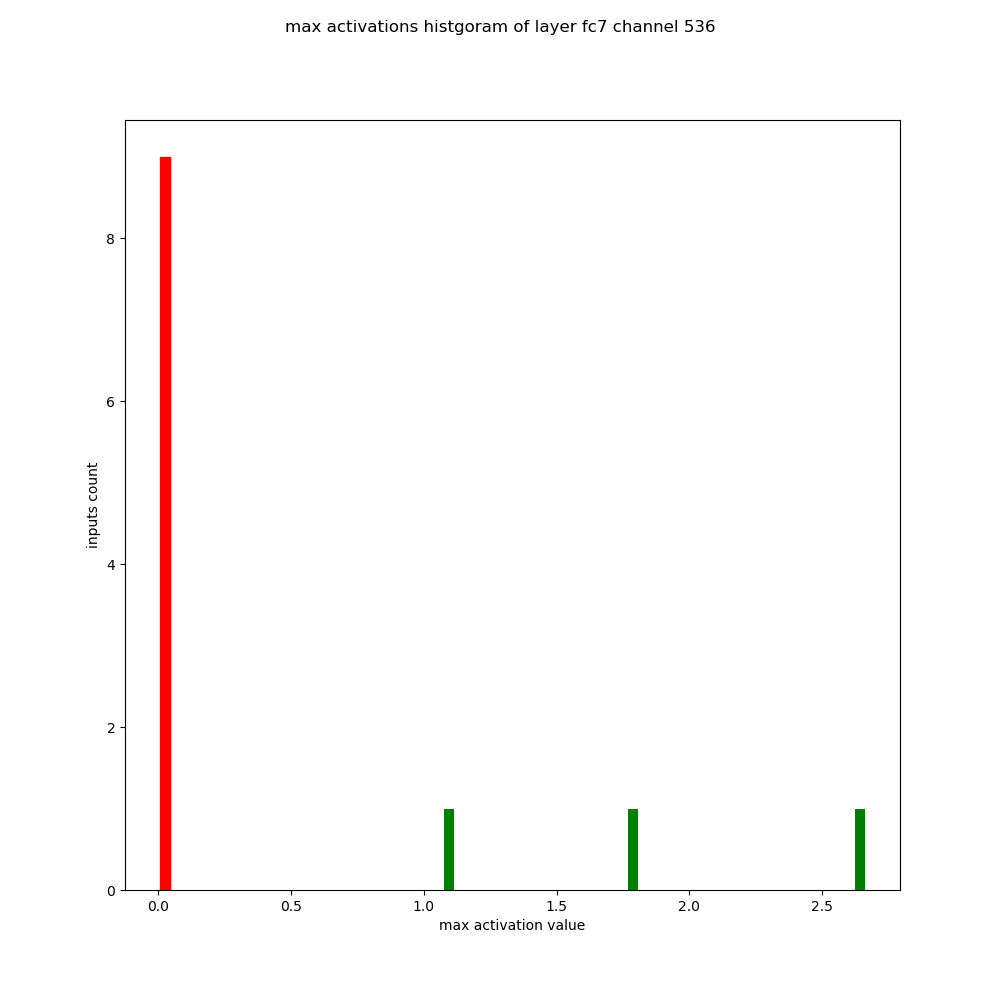 max activations histgoram of layer fc7 channel 536
8
6
4
2
0
inputs count
0.0 0.5 1.0 1.5 2.0 2.5
max activation value